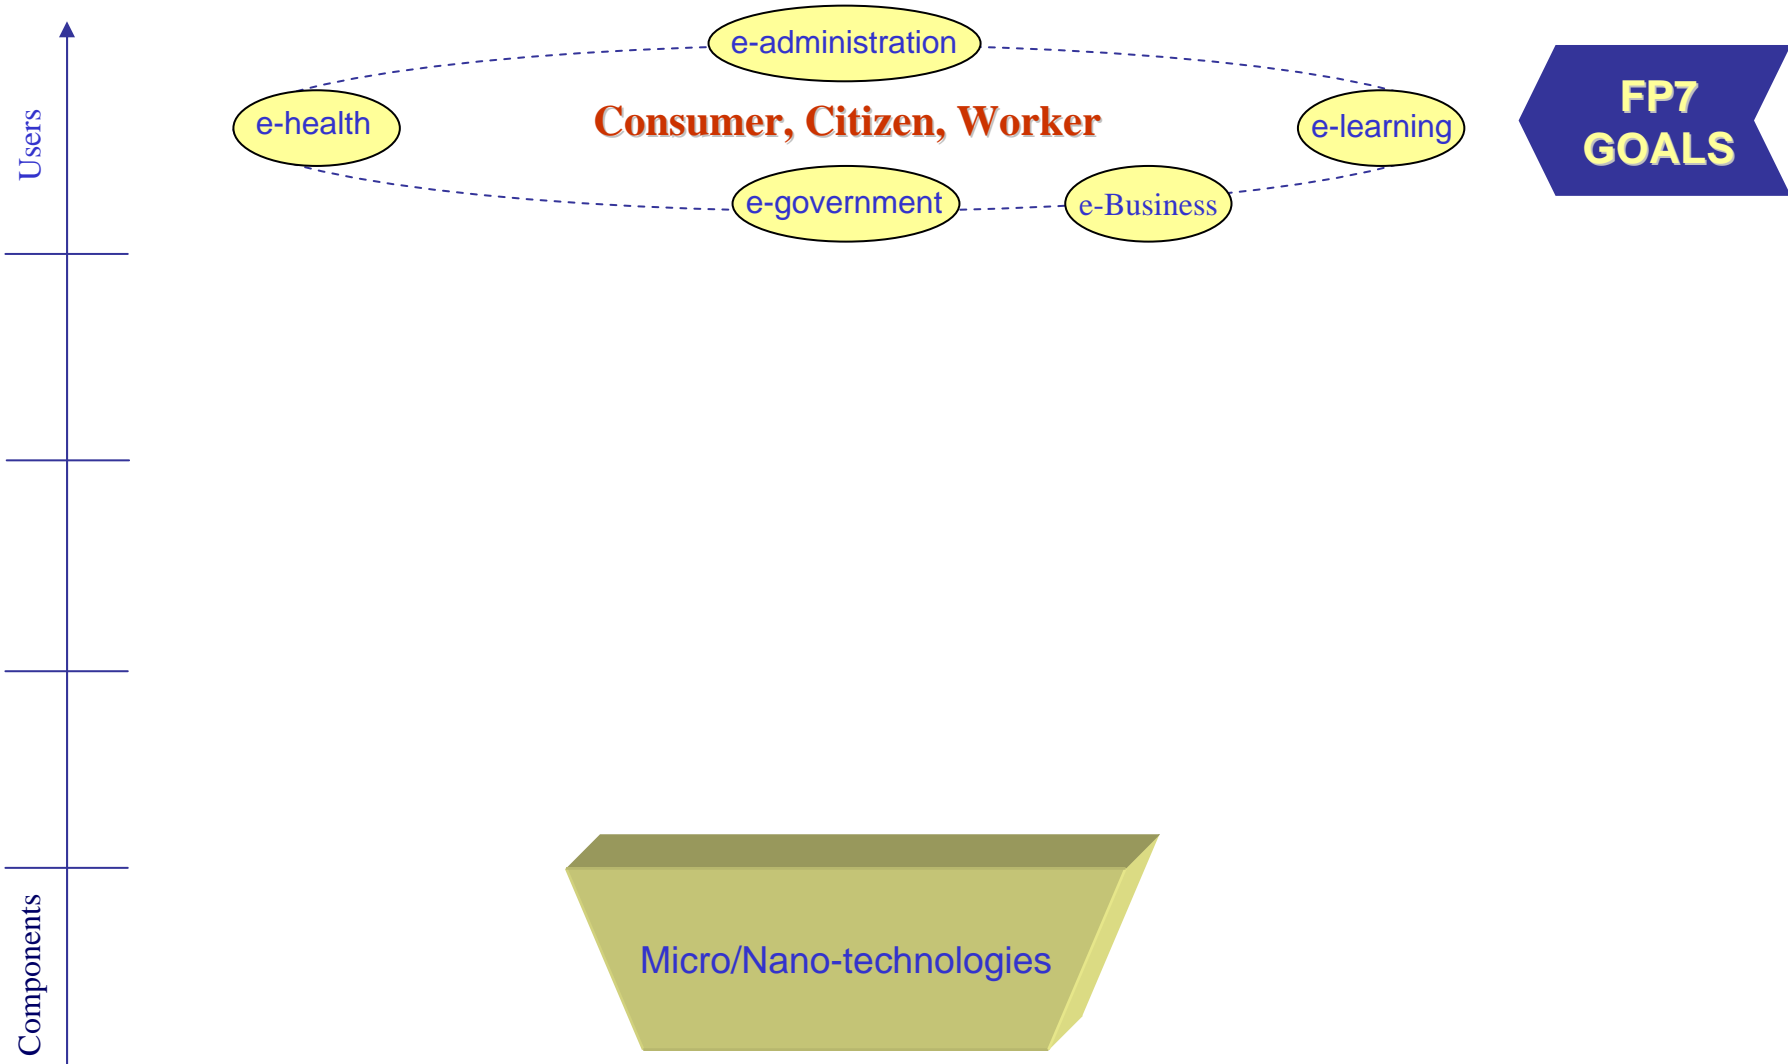 e-administration
e-health
Consumer, Citizen, Worker
e-learning
FP7
GOALS
Users
e-government
e-Business
Components
Micro/Nano-technologies